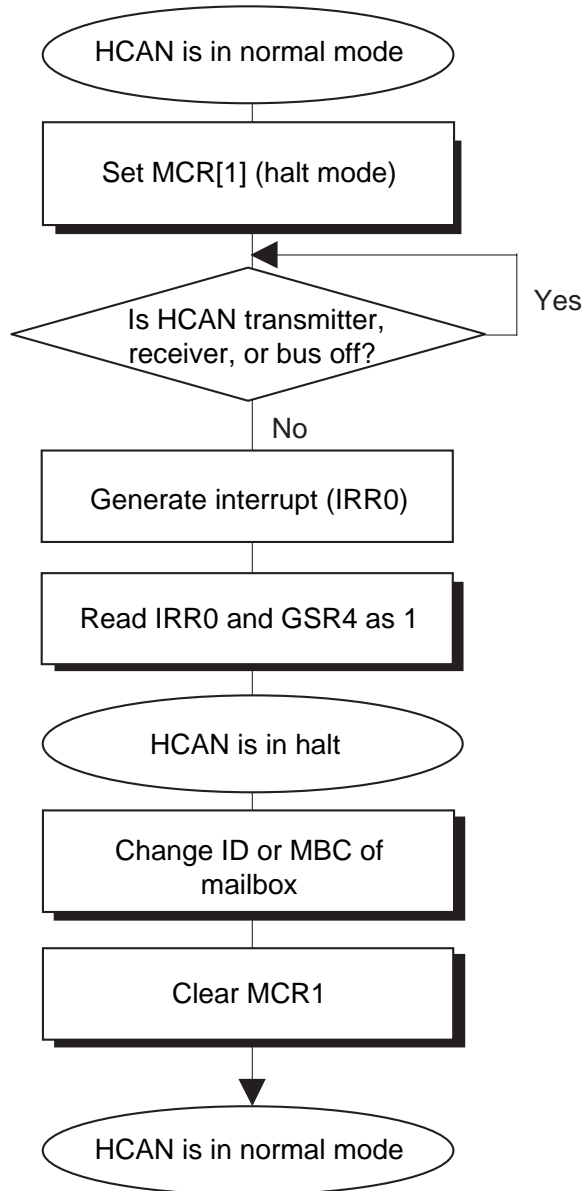 HCAN is in normal mode
Set MCR[1] (halt mode)
Yes
Is HCAN transmitter,
receiver, or bus off?
No
Generate interrupt (IRR0)
Read IRR0 and GSR4 as 1
HCAN is in halt
Change ID or MBC of
mailbox
Clear MCR1
HCAN is in normal mode